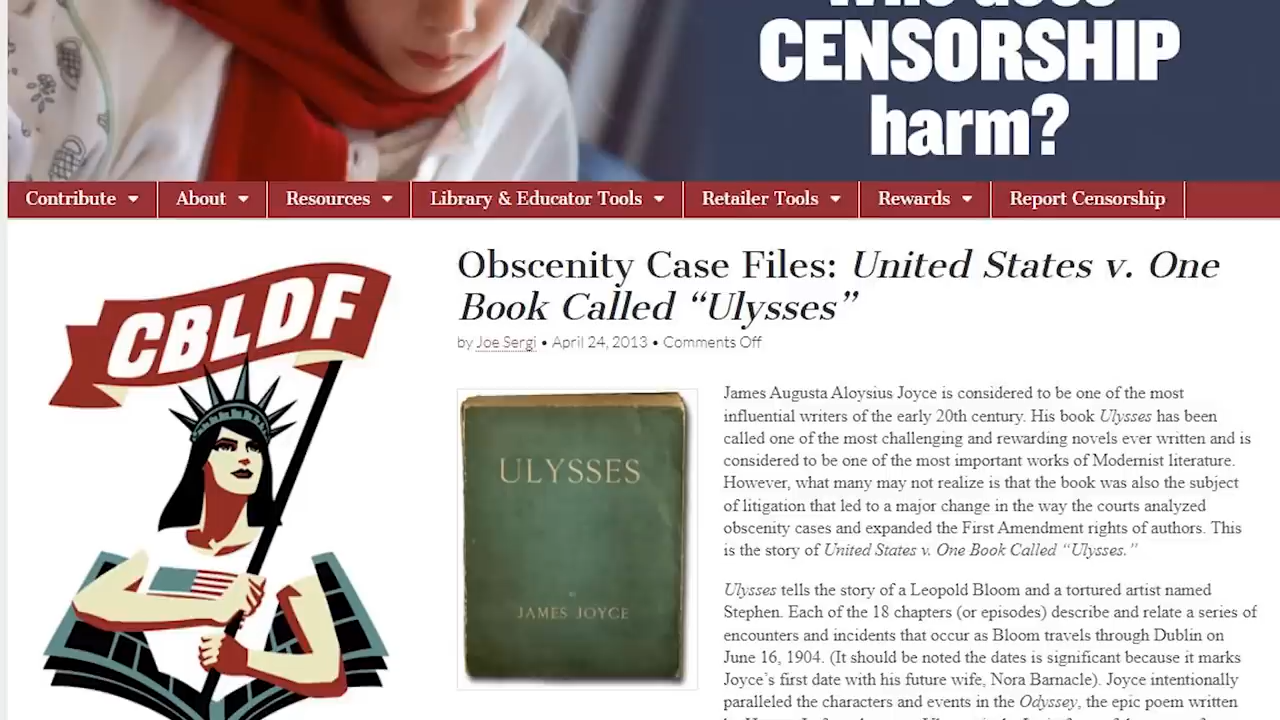 CENSORSHIP
harm?
Contribute About Resources Library & Educator Tools Retailer Tools Rewards Report Censorship
CBLDF
Obscenity Case Files: United States v. One
Book Called “Ulysses”
by Joe Sergi • April 24, 2013 • Comments Off
ULYSSES
BY
JAMES JOYCE
James Augusta Aloysius Joyce is considered to be one of the most
influential writers of the early 20th century. His book Ulysses has been
called one of the most challenging and rewarding novels ever written and is
considered to be one of the most important works of Modernist literature.
However, what many may not realize is that the book was also the subject
of litigation that led to a major change in the way the courts analyzed
obscenity cases and expanded the First Amendment rights of authors. This
is the story of United States v. One Book Called “Ulysses.”
Ulysses tells the story of a Leopold Bloom and a tortured artist named
Stephen. Each of the 18 chapters (or episodes) describe and relate a series of
encounters and incidents that occur as Bloom travels through Dublin on
June 16, 1904. (It should be noted the dates is significant because it marks
Joyce’s first date with his future wife, Nora Barnacle). Joyce intentionally
paralleled the characters and events in the Odyssey, the epic poem written